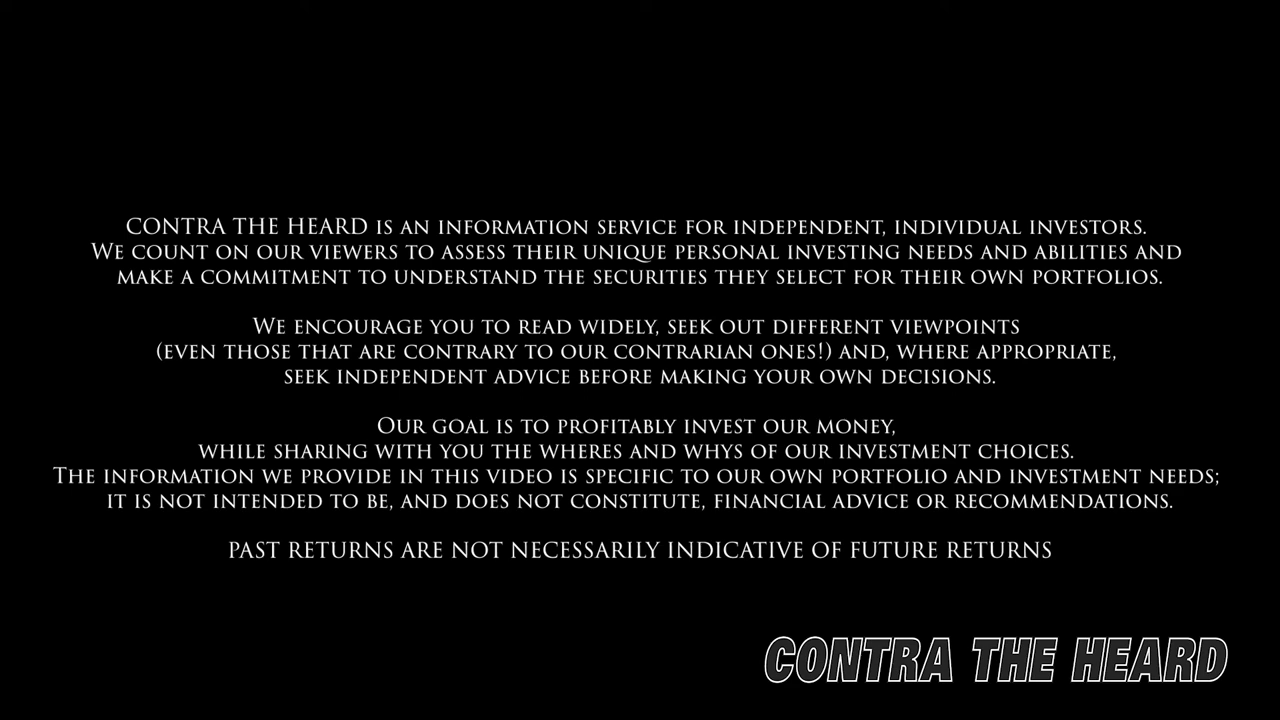 CONTRA THE HEARD IS AN INFORMATION SERVICE FOR INDEPENDENT, INDIVIDUAL INVESTORS.
WE COUNT ON OUR VIEWERS TO ASSESS THEIR UNIQUE PERSONAL INVESTING NEEDS AND ABILITIES AND
MAKE A COMMITMENT TO UNDERSTAND THE SECURITIES THEY SELECT FOR THEIR OWN PORTFOLIOS.
WE ENCOURAGE YOU TO READ WIDELY, SEEK OUT DIFFERENT VIEWPOINTS
(EVEN THOSE THAT ARE CONTRARY TO OUR CONTRARIAN ONES!) AND, WHERE APPROPRIATE,
SEEK INDEPENDENT ADVICE BEFORE MAKING YOUR OWN DECISIONS.
OUR GOAL IS TO PROFITABLY INVEST OUR MONEY,
WHILE SHARING WITH YOU THE WHERES AND WHYS OF OUR INVESTMENT CHOICES.
THE INFORMATION WE PROVIDE IN THIS VIDEO IS SPECIFIC TO OUR OWN PORTFOLIO AND INVESTMENT NEEDS;
IT IS NOT INTENDED TO BE, AND DOES NOT CONSTITUTE, FINANCIAL ADVICE OR RECOMMENDATIONS.
PAST RETURNS ARE NOT NECESSARILY INDICATIVE OF FUTURE RETURNS
CONTRA THE HEARD